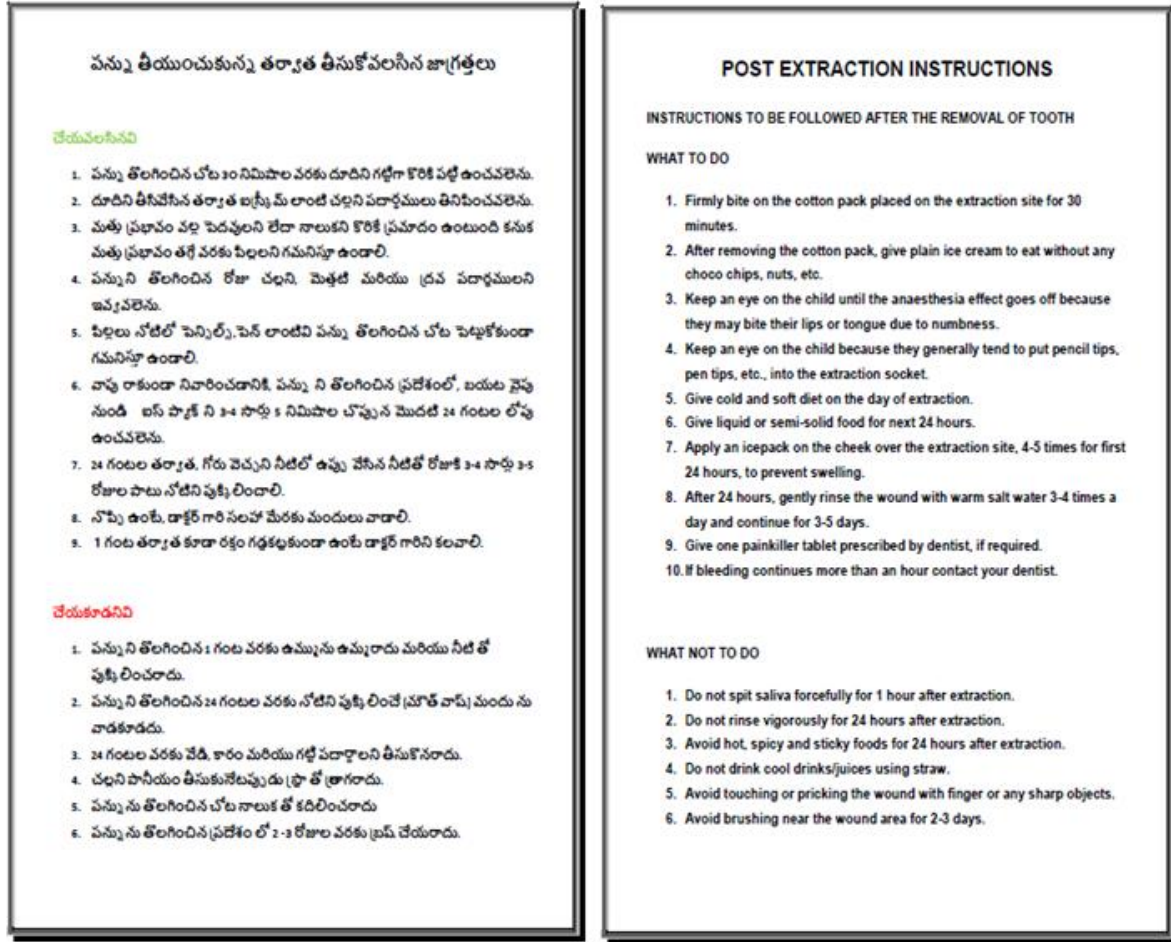 పన్ను తీయుంచుకున్న తర్వాత తీసుకోవలసిన జాగ్రత్తలు
చేయవలసినవి
1. పన్ను తొలగించిన చోట 30 నిమిషాల వరకు దూదిని గట్టిగా కొరికి పట్టి ఉంచవలెను.
2. దూదిని తీసివేసిన తర్వాత ఐస్క్రీమ్ లాంటి చల్లని పదార్థములు తినిపించవలెను.
3. మత్తు ప్రభావం వల్ల పెదవులని లేదా నాలుకని కొరికే ప్రమాదం ఉంటుంది కనుక
మత్తు ప్రభావం తగ్గే వరకు పిల్లలని గమనిస్తూ ఉండాలి.
4. పన్నుని తొలగించిన రోజు చల్లని, మెత్తటి మరియు ద్రవ పదార్థములని
ఇవ్వవలెను.
5. పిల్లలు నోటిలో పెన్సిల్స్,పెన్ లాంటివి పన్ను తొలగించిన చోట పెట్టుకోకుండా
గమనిస్తూ ఉండాలి.
6. వాపు రాకుండా నివారించడానికి, పన్ను ని తొలగించిన ప్రదేశంలో, బయట వైపు
నుండి ఐస్ ప్యాక్ ని 3-4 సార్లు 5 నిమిషాల చొప్పున మొదటి 24 గంటల లోపు
ఉంచవలెను.
7. 24 గంటల తర్వాత, గోరు వెచ్చని నీటిలో ఉప్పు వేసిన నీటితో రోజుకి 3-4 సార్లు 3-5
రోజుల పాటు నోటిని పుక్కిలించాలి.
8. నొప్పి ఉంటే, డాక్టర్ గారి సలహా మేరకు మందులు వాడాలి.
9. 1 గంట తర్వాత కూడా రక్తం గడ్డకట్టకుండా ఉంటే డాక్టర్ గారిని కలవాలి.
చేయకూడనివి
1. పన్ను ని తొలగించిన 1 గంట వరకు ఉమ్మును ఉమ్మరాదు మరియు నీటి తో
పుక్కిలించరాదు.
2. పన్ను ని తొలగించిన 24 గంటల వరకు నోటిని పుక్కిలించే [మౌత్ వాష్] మందు ను
వాడకూడదు.
3. 24 గంటల వరకు వేడి, కారం మరియు గట్టి పదార్థాలని తీసుకొనరాదు.
4. చల్లని పానీయం తీసుకునేటప్పుడు స్ట్రా తో త్రాగరాదు.
5. పన్ను ను తొలగించిన చోట నాలుక తో కదిలించరాదు
6. పన్ను ను తొలగించిన ప్రదేశం లో 2 -3 రోజుల వరకు బ్రష్ చేయరాదు.
POST EXTRACTION INSTRUCTIONS
INSTRUCTIONS TO BE FOLLOWED AFTER THE REMOVAL OF TOOTH
WHAT TO DO
1. Firmly bite on the cotton pack placed on the extraction site for 30
minutes.
2. After removing the cotton pack, give plain ice cream to eat without any
choco chips, nuts, etc.
3. Keep an eye on the child until the anaesthesia effect goes off because
they may bite their lips or tongue due to numbness.
4. Keep an eye on the child because they generally tend to put pencil tips,
pen tips, etc., into the extraction socket.
5. Give cold and soft diet on the day of extraction.
6. Give liquid or semi-solid food for next 24 hours.
7. Apply an icepack on the cheek over the extraction site, 4-5 times for first
24 hours, to prevent swelling.
8. After 24 hours, gently rinse the wound with warm salt water 3-4 times a
day and continue for 3-5 days.
9. Give one painkiller tablet prescribed by dentist, if required.
10. If bleeding continues more than an hour contact your dentist.
WHAT NOT TO DO
1. Do not spit saliva forcefully for 1 hour after extraction.
2. Do not rinse vigorously for 24 hours after extraction.
3. Avoid hot, spicy and sticky foods for 24 hours after extraction.
4. Do not drink cool drinks/juices using straw.
5. Avoid touching or pricking the wound with finger or any sharp objects.
6. Avoid brushing near the wound area for 2-3 days.